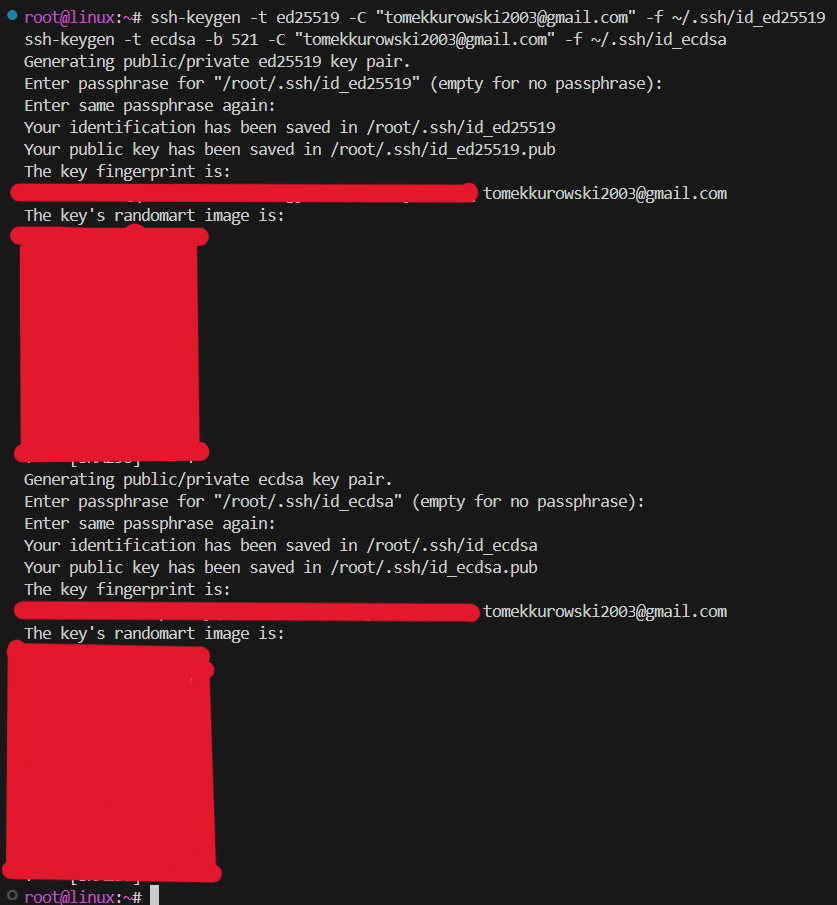 root@linux:~# ssh-keygen -t ed25519 -C "tomekkurowski2003@gmail.com" -f ~/.ssh/id_ed25519
ssh-keygen -t ecdsa -b 521 -C "tomekkurowski2003@gmail.com" -f ~/.ssh/id_ecdsa
Generating public/private ed25519 key pair.
Enter passphrase for "/root/.ssh/id_ed25519" (empty for no passphrase):
Enter same passphrase again:
Your identification has been saved in /root/.ssh/id_ed25519
Your public key has been saved in /root/.ssh/id_ed25519.pub
The key fingerprint is:
tomekkurowski2003@gmail.com
The key's randomart image is:
Generating public/private ecdsa key pair.
Enter passphrase for "/root/.ssh/id_ecdsa" (empty for no passphrase):
Enter same passphrase again:
Your identification has been saved in /root/.ssh/id_ecdsa
Your public key has been saved in /root/.ssh/id_ecdsa.pub
The key fingerprint is:
tomekkurowski2003@gmail.com
The key's randomart image is:
root@linux:~#